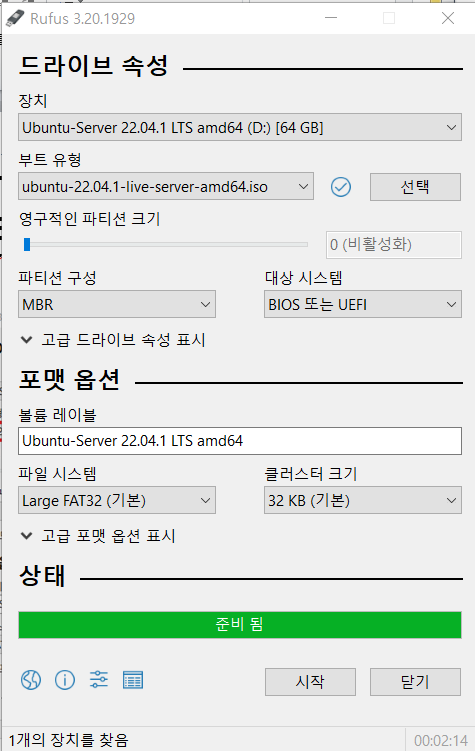 Rufus 3.20.1929
드라이브 속성
장치
Ubuntu-Server 22.04.1 LTS amd64 (D:) [64 GB]
부트 유형
ubuntu-22.04.1-live-server-amd64.iso
선택
영구적인 파티션 크기
0 (비활성화)
파티션 구성
대상 시스템
MBR
BIOS 또는 UEFI
고급 드라이브 속성 표시
포맷 옵션
볼륨 레이블
Ubuntu-Server 22.04.1 LTS amd64
파일 시스템
클러스터 크기
Large FAT32 (기본)
32 KB (기본)
고급 포맷 옵션 표시
상태
준비 됨
시작
닫기
1개의 장치를 찾음
00:02:14